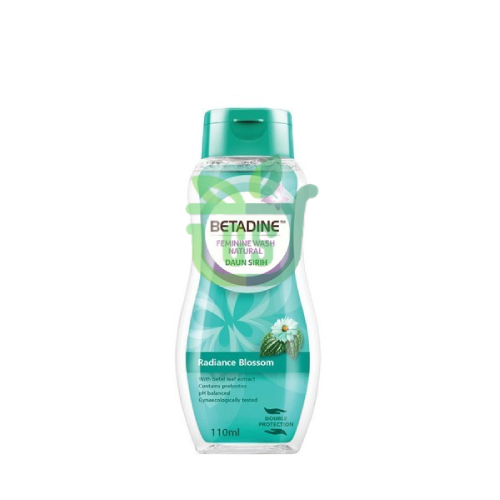 BETADINE™
FEMININE WASH
NATURAL
DAUN SIRIH
Radiance Blossom
With betel leaf extract
Contains prebiotics
pH balanced
Gynaecologically tested
DOUBLE
PROTECTION
110ml